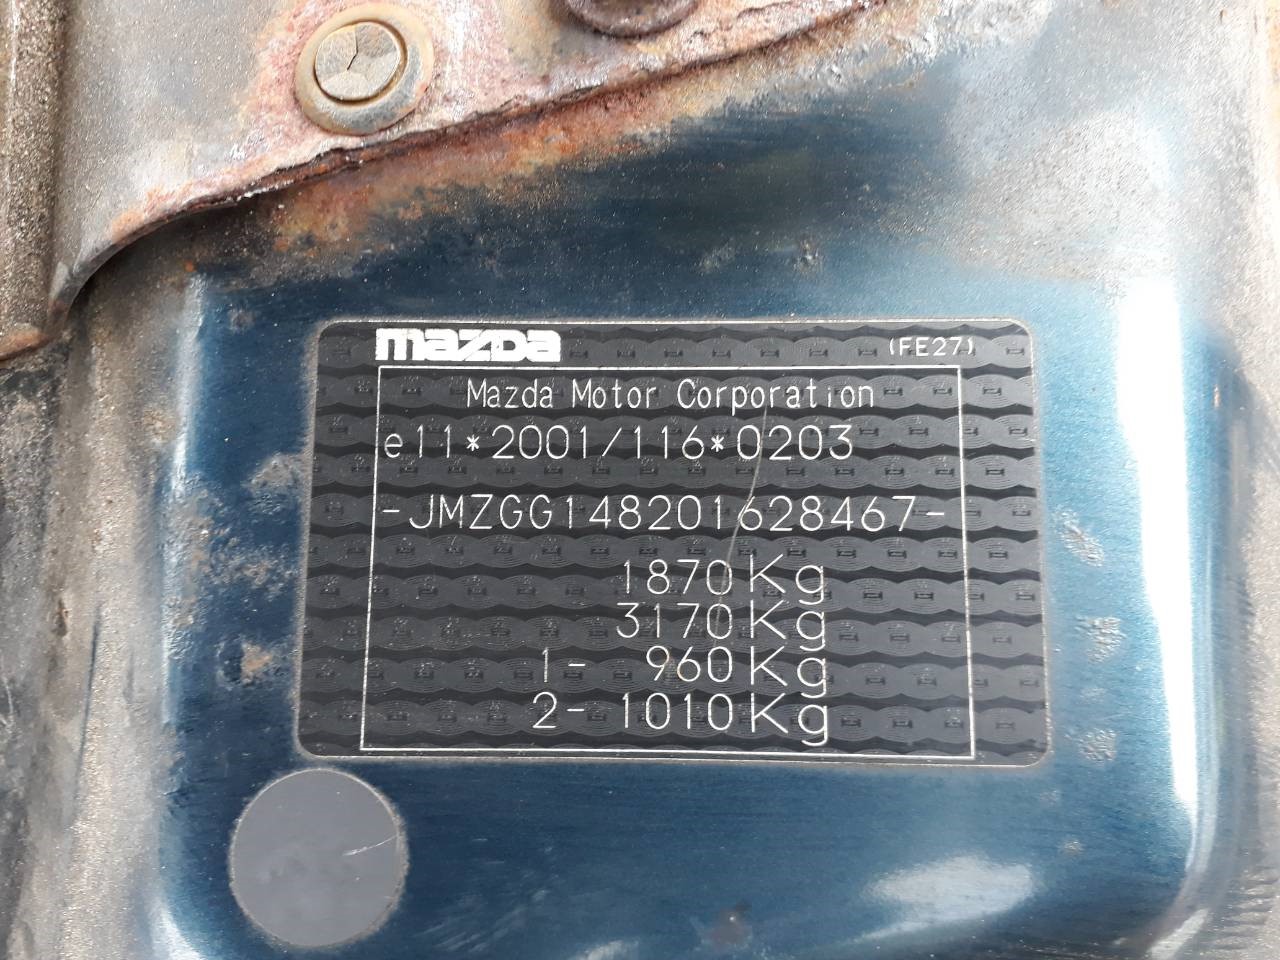 mazda (FE27)
Mazda Motor Corporation
e11*2001/116*0203
-JMZGG148201628467-
1870Kg
3170Kg
1- 960Kg
2- 1010Kg